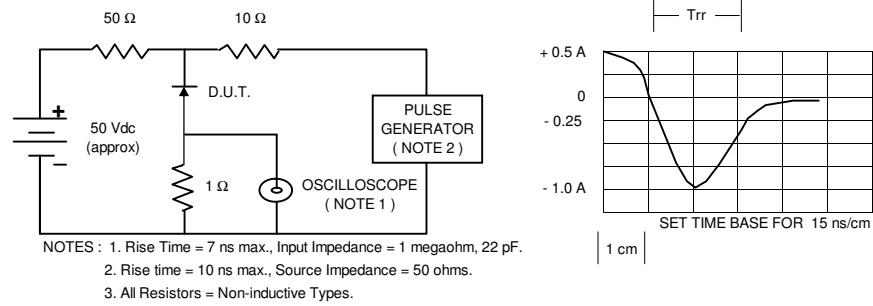 50 Ω
10 Ω
Trr
+ 0.5 A
0
- 0.25
- 1.0 A
D.U.T.
+
50 Vdc
(approx)
PULSE
GENERATOR
( NOTE 2 )
1 Ω
OSCILLOSCOPE
( NOTE 1 )
SET TIME BASE FOR 15 ns/cm
1 cm
NOTES : 1. Rise Time = 7 ns max., Input Impedance = 1 megaohm, 22 pF.
2. Rise time = 10 ns max., Source Impedance = 50 ohms.
3. All Resistors = Non-inductive Types.